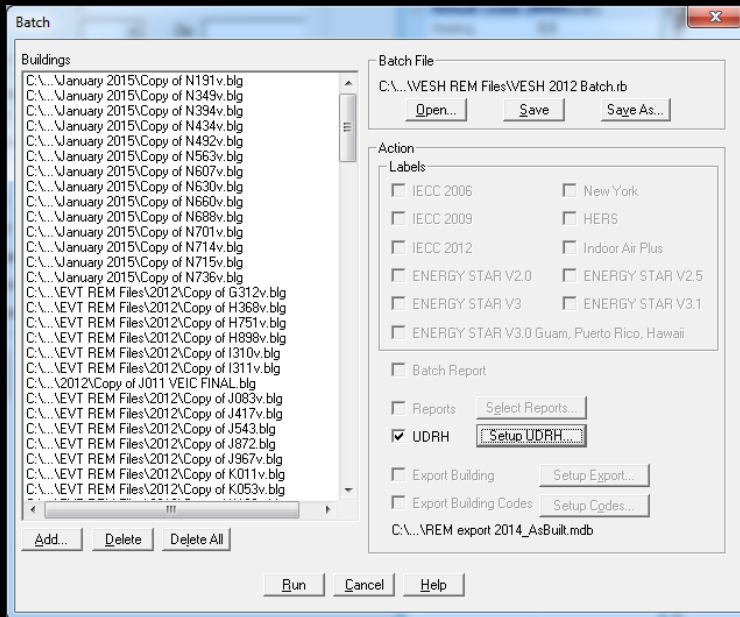 Batch
Buildings
C:\...\January 2015\Copy of N191v.blg
C:\...\January 2015\Copy of N349v.blg
C:\...\January 2015\Copy of N394v.blg
C:\...\January 2015\Copy of N434v.blg
C:\...\January 2015\Copy of N492v.blg
C:\...\January 2015\Copy of N563v.blg
C:\...\January 2015\Copy of N607v.blg
C:\...\January 2015\Copy of N630v.blg
C:\...\January 2015\Copy of N660v.blg
C:\...\January 2015\Copy of N688v.blg
C:\...\January 2015\Copy of N701v.blg
C:\...\January 2015\Copy of N714v.blg
C:\...\January 2015\Copy of N715v.blg
C:\...\January 2015\Copy of N736v.blg
C:\...\EVT REM Files\2012\Copy of G312v.blg
C:\...\EVT REM Files\2012\Copy of H368v.blg
C:\...\EVT REM Files\2012\Copy of H751v.blg
C:\...\EVT REM Files\2012\Copy of H898v.blg
C:\...\EVT REM Files\2012\Copy of I310v.blg
C:\...\EVT REM Files\2012\Copy of I311v.blg
C:\...\2012\Copy of J011 VEIC FINAL.blg
C:\...\EVT REM Files\2012\Copy of J083v.blg
C:\...\EVT REM Files\2012\Copy of J417v.blg
C:\...\EVT REM Files\2012\Copy of J543.blg
C:\...\EVT REM Files\2012\Copy of J872.blg
C:\...\EVT REM Files\2012\Copy of J967v.blg
C:\...\EVT REM Files\2012\Copy of K011v.blg
C:\...\EVT REM Files\2012\Copy of K053v.blg
Add... Delete Delete All
Batch File
C:\...\VESH REM Files\VESH 2012 Batch.rb
Open... Save Save As...
Action
Labels
IECC 2006 New York
IECC 2009 HERS
IECC 2012 Indoor Air Plus
ENERGY STAR V2.0 ENERGY STAR V2.5
ENERGY STAR V3 ENERGY STAR V3.1
ENERGY STAR V3.0 Guam, Puerto Rico, Hawaii
Batch Report
Reports Select Reports...
UDRH Setup UDRH...
Export Building Setup Export...
Export Building Codes Setup Codes...
C:\...\REM export 2014_AsBuilt.mdb
Run Cancel Help